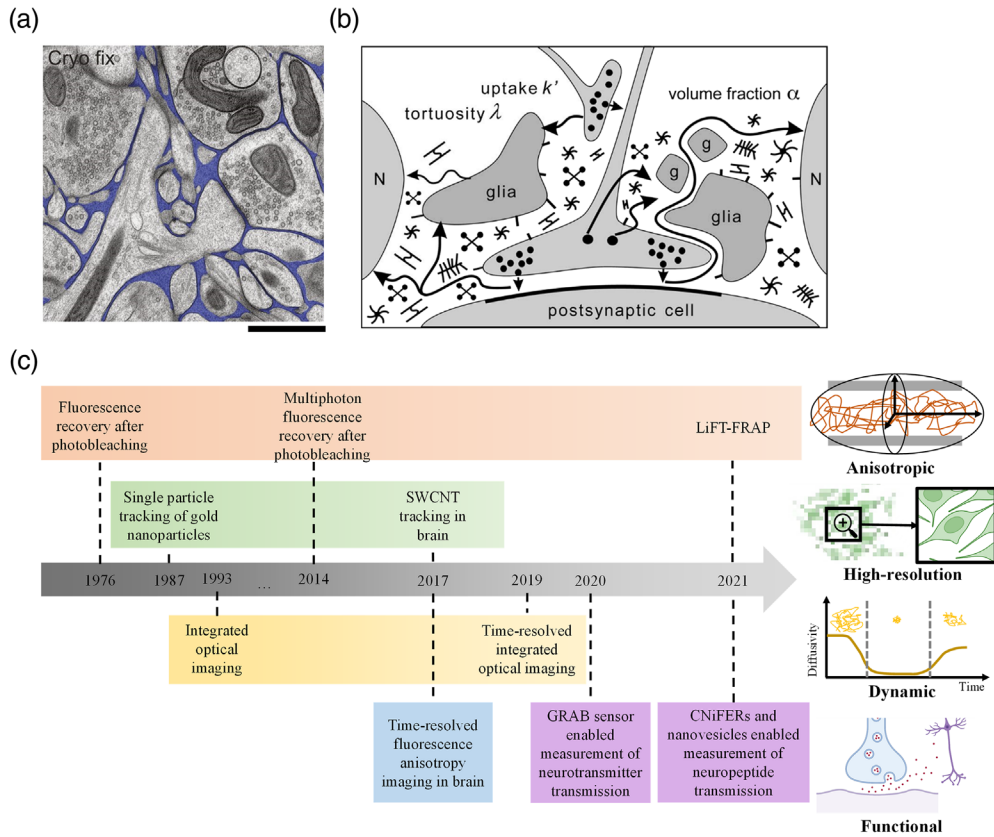 (a)
Cryo fix
(b)
uptake k'
tortuosity λ
volume fraction α
N
glia
g
g
glia
N
postsynaptic cell
(c)
Fluorescence
recovery after
photobleaching
Multiphoton
fluorescence
recovery after
photobleaching
LiFT-FRAP
Anisotropic
Single particle
tracking of gold
nanoparticles
SWCNT
tracking in
brain
High-resolution
1976
1987
1993
...
2014
2017
2019
2020
2021
Integrated
optical
imaging
Time-resolved
integrated
optical imaging
Diffusivity
Time
Dynamic
Time-resolved
fluorescence
anisotropy
imaging in brain
GRAB sensor
enabled
measurement of
neurotransmitter
transmission
CNiFERs and
nanovesicles enabled
measurement of
neuropeptide
transmission
Functional